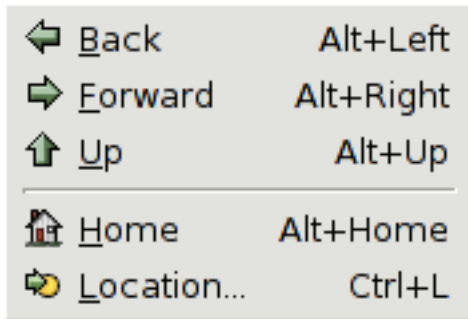 Back Alt+Left
Forward Alt+Right
Up Alt+Up
Home Alt+Home
Location... Ctrl+L